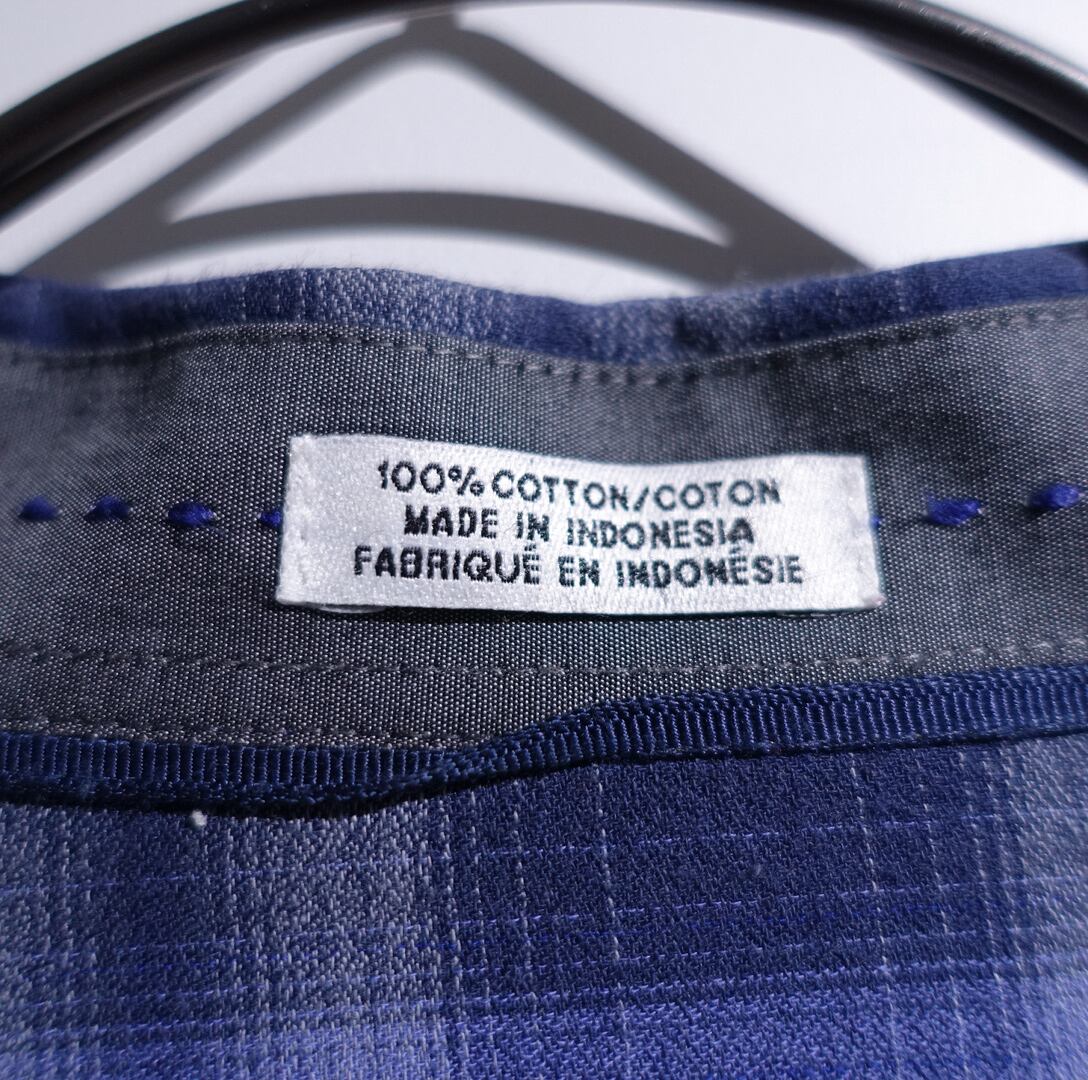 100% COTTON/COTON
MADE IN INDONESIA
FABRIQUÉ EN INDONÉSIE